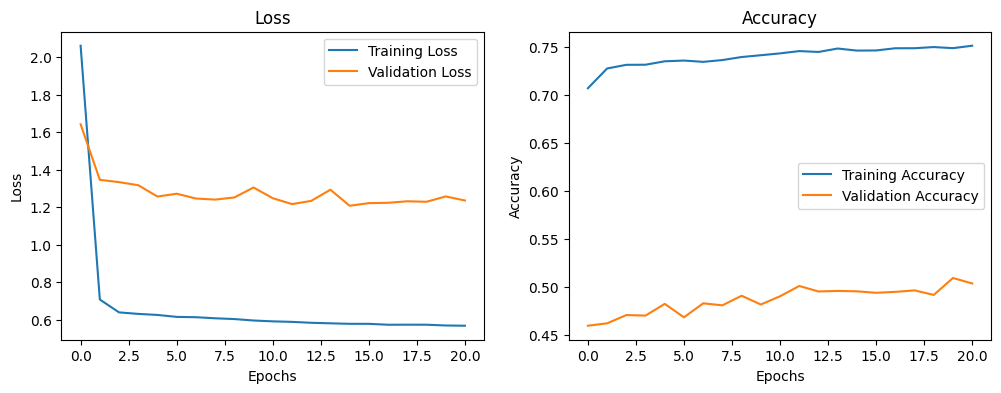 Loss
Training Loss
Validation Loss
2.0
1.8
1.6
1.4
1.2
1.0
0.8
0.6
Loss
0.0 2.5 5.0 7.5 10.0 12.5 15.0 17.5 20.0
Epochs
Accuracy
Training Accuracy
Validation Accuracy
0.75
0.70
0.65
0.60
0.55
0.50
0.45
Accuracy
0.0 2.5 5.0 7.5 10.0 12.5 15.0 17.5 20.0
Epochs